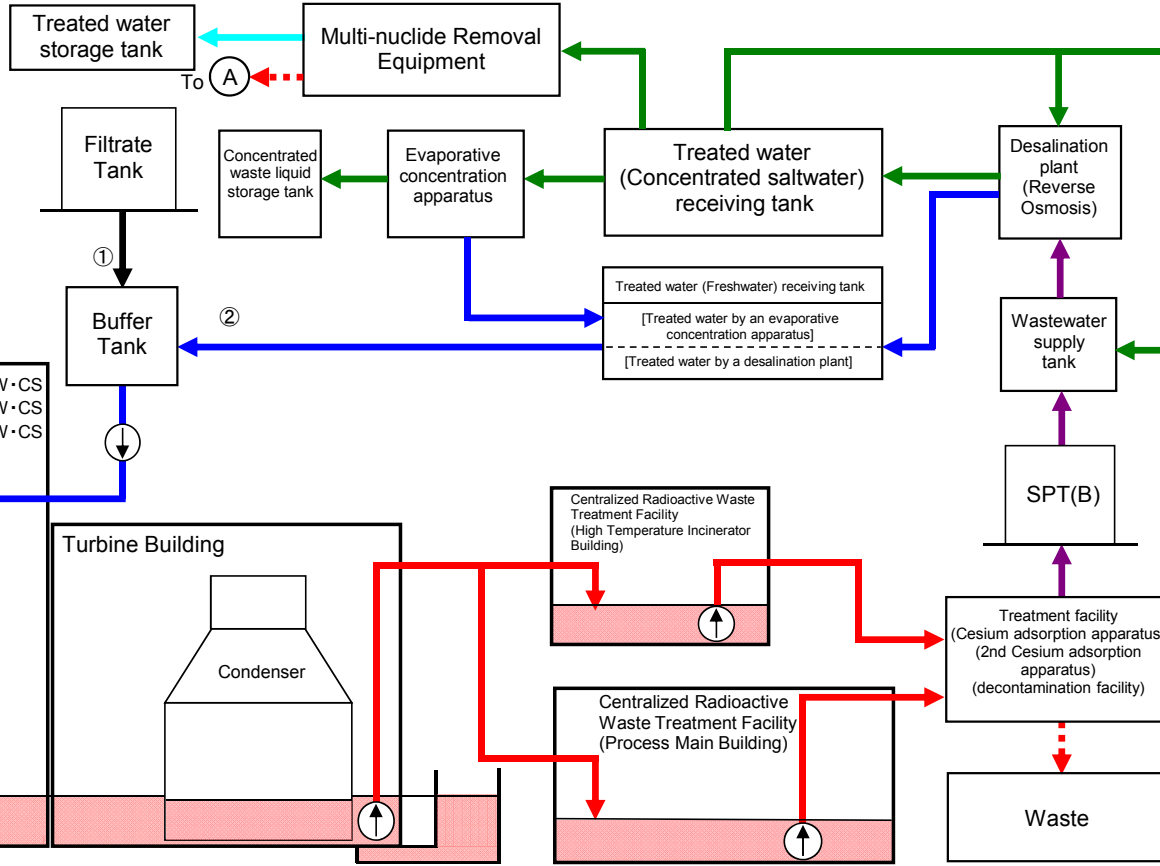 Treated water
storage tank
Multi-nuclide Removal
Equipment
To
A
Filtrate
Tank
Concentrated
waste liquid
storage tank
Evaporative
concentration
apparatus
Treated water
(Concentrated saltwater)
receiving tank
Desalination
plant
(Reverse
Osmosis)
①
Buffer
Tank
②
Treated water (Freshwater) receiving tank
[Treated water by an evaporative
concentration apparatus]
[Treated water by a desalination plant]
Wastewater
supply
tank
W・CS
W・CS
W・CS
SPT(B)
Turbine Building
Condenser
Centralized Radioactive Waste
Treatment Facility
(High Temperature Incinerator
Building)
Centralized Radioactive
Waste Treatment Facility
(Process Main Building)
Treatment facility
(Cesium adsorption apparatus
(2nd Cesium adsorption
apparatus)
(decontamination facility)
Waste